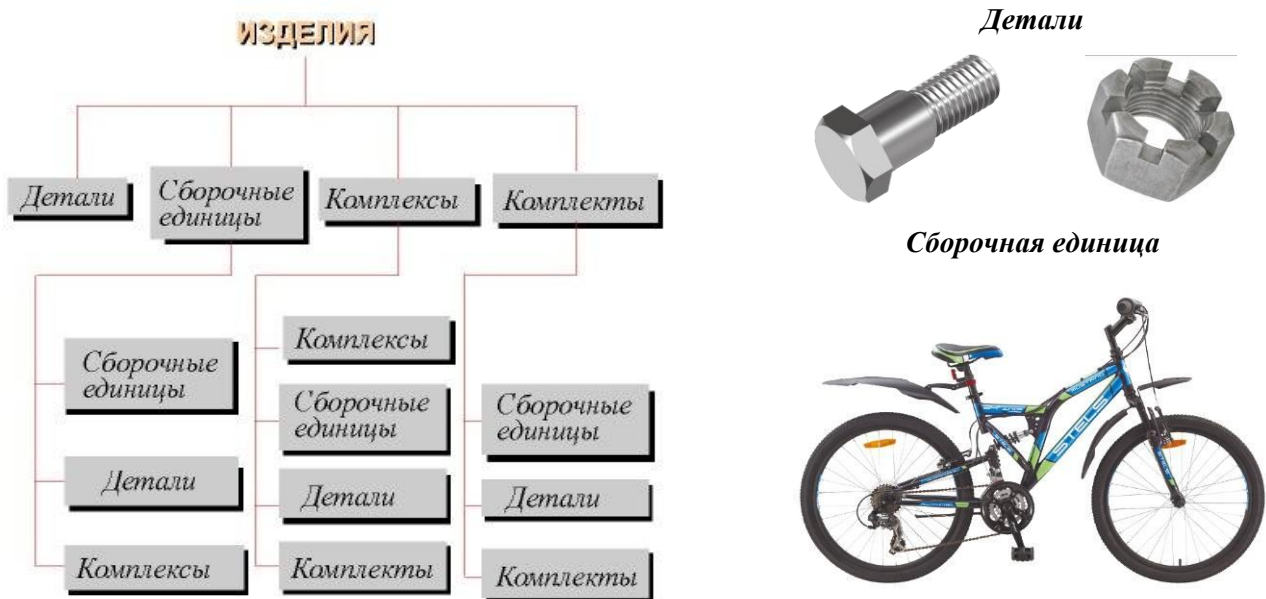 ИЗДЕЛИЯ
Детали
Сборочные
единицы
Комплексы
Комплекты
Сборочные
единицы
Детали
Комплексы
Комплексы
Сборочные
единицы
Детали
Комплекты
Сборочные
единицы
Детали
Комплекты
Детали
Сборочная единица
STELS